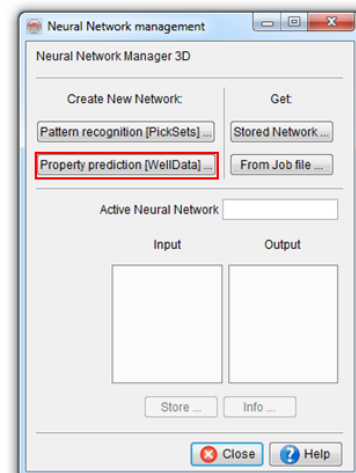 Neural Network management
Neural Network Manager 3D
Create New Network:
Get:
Pattern recognition [PickSets] ...
Stored Network ...
Property prediction [WellData] ...
From Job file ...
Active Neural Network
Input
Output
Store ...
Info ...
Close
Help